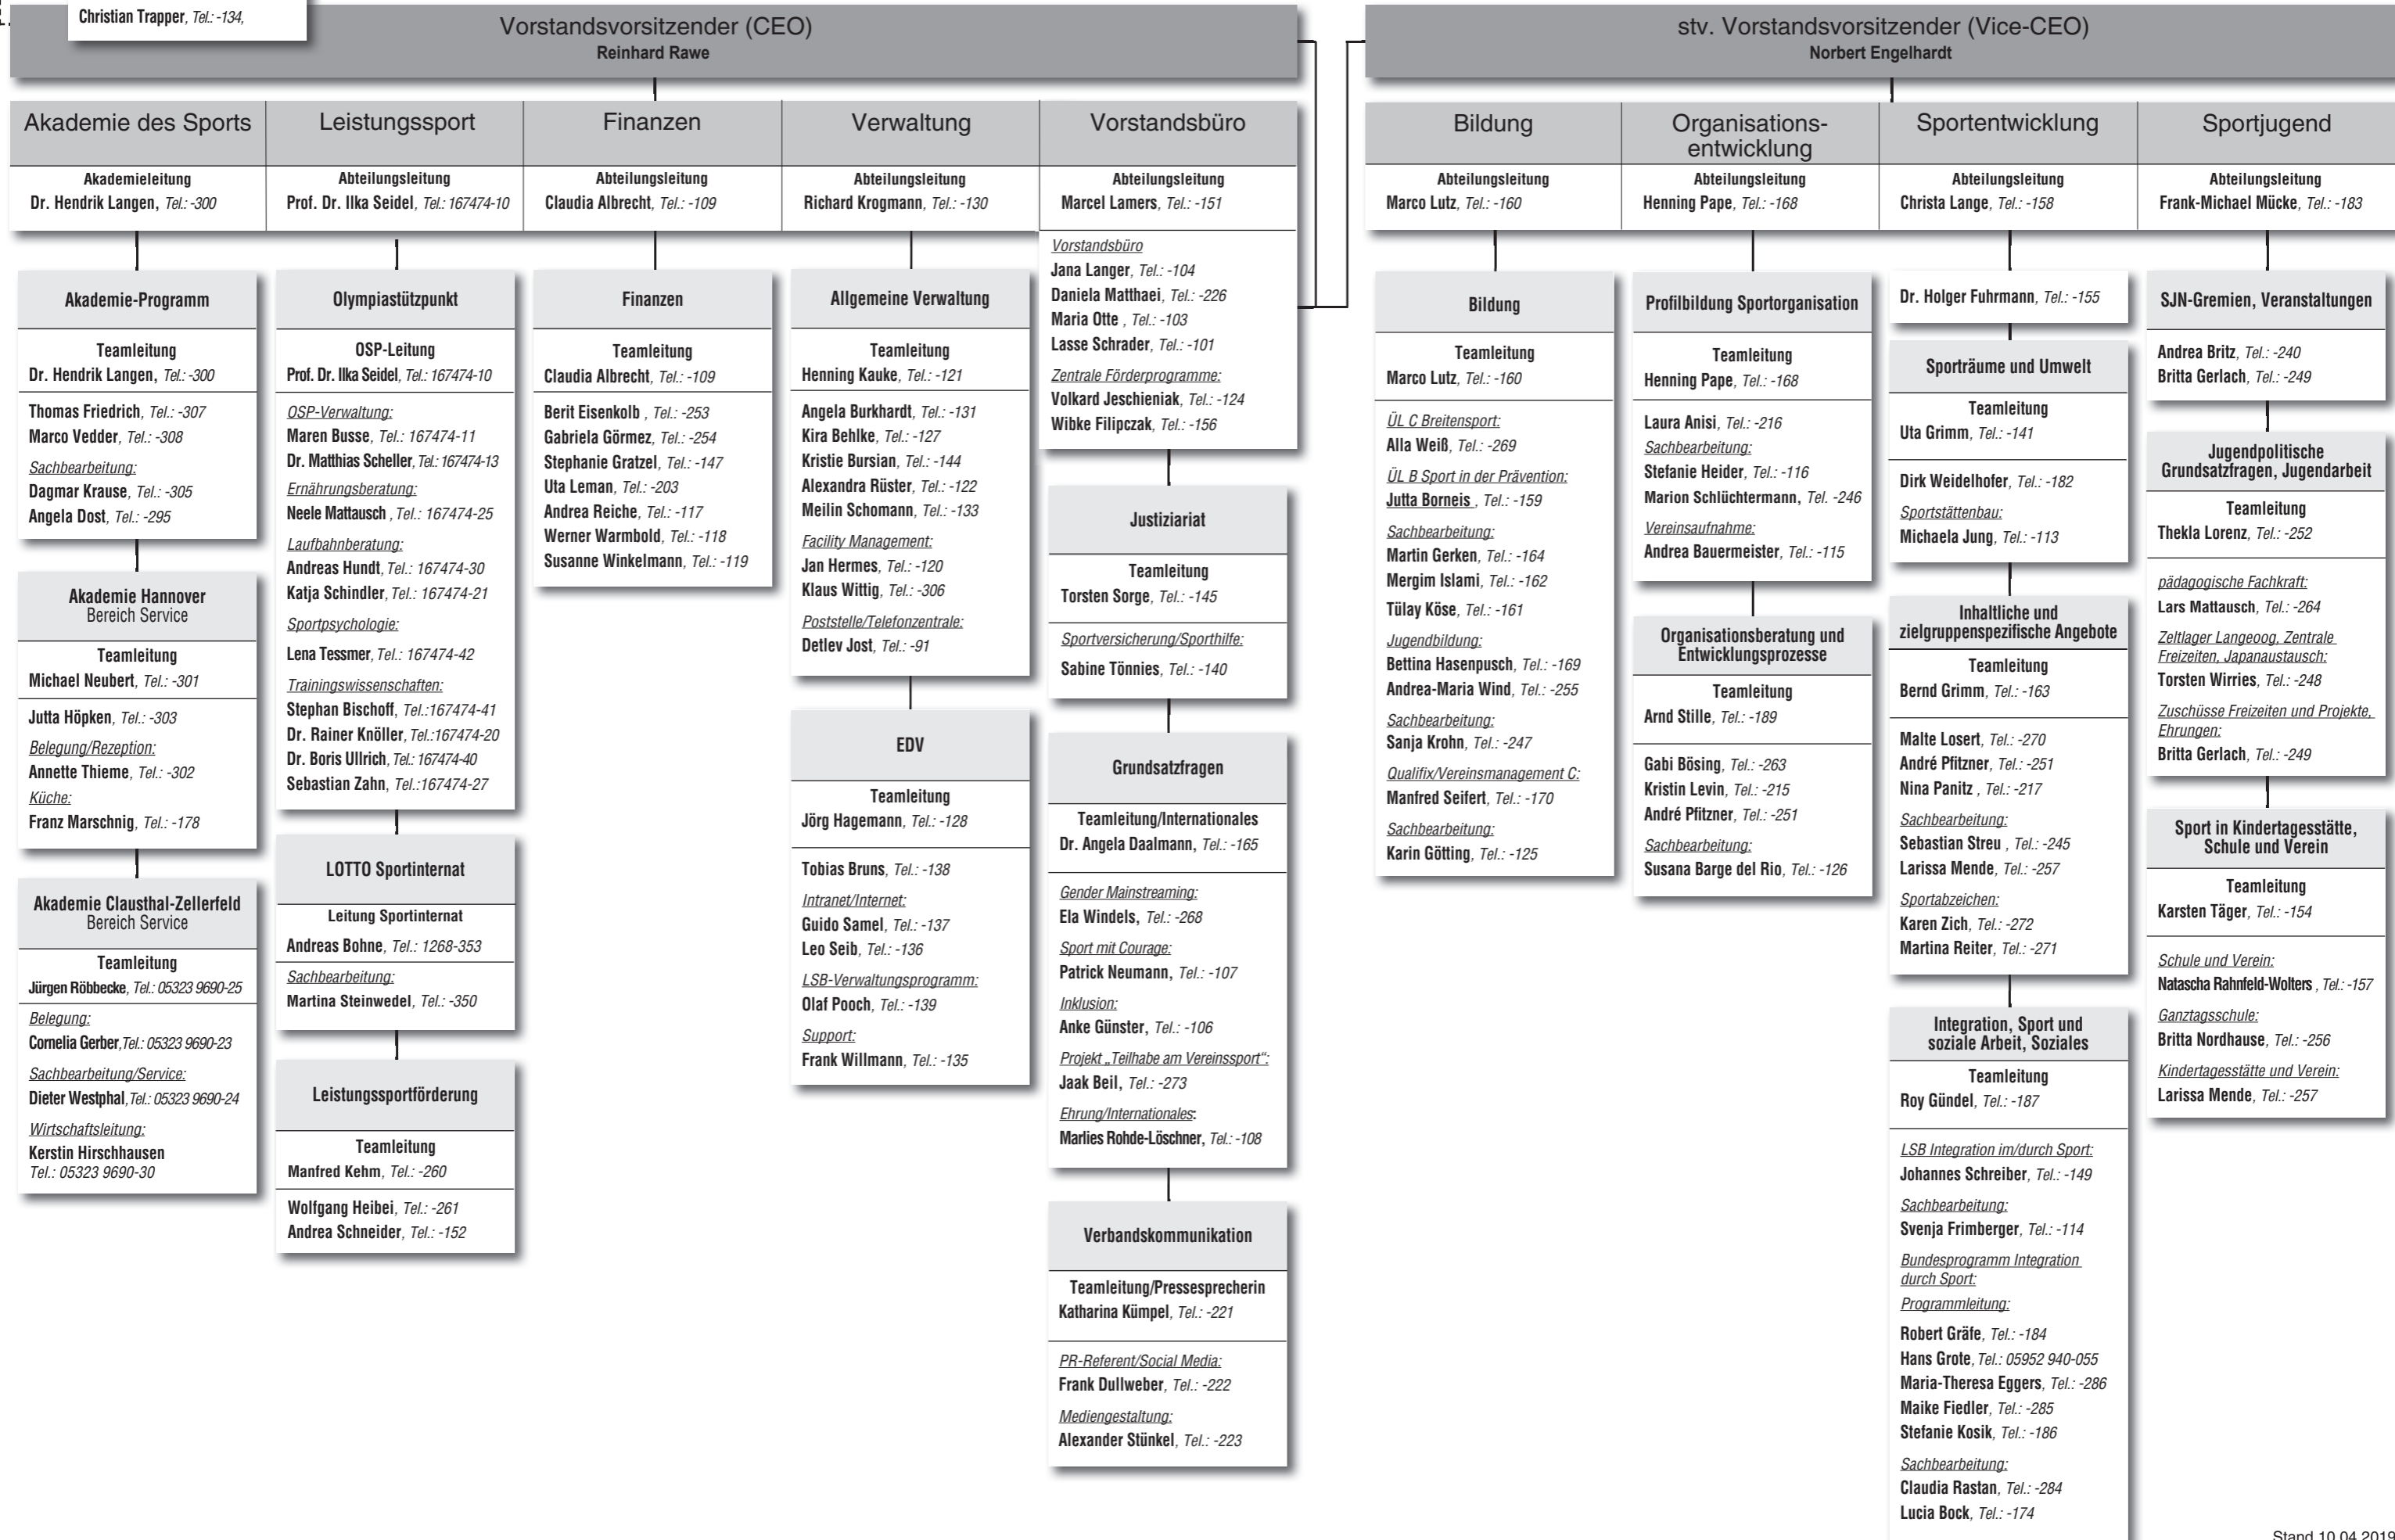 Christian Trapper, Tel.: -134,
Vorstandsvorsitzender (CEO)
Reinhard Rawe
Akademie des Sports
Akademieleitung
Dr. Hendrik Langen, Tel.: -300
Akademie-Programm
Teamleitung
Dr. Hendrik Langen, Tel.: -300
Thomas Friedrich, Tel.: -307
Marco Vedder, Tel.: -308
Sachbearbeitung:
Dagmar Krause, Tel.: -305
Angela Dost, Tel.: -295
Akademie Hannover
Bereich Service
Teamleitung
Michael Neubert, Tel.: -301
Jutta Höpken, Tel.: -303
Belegung/Rezeption:
Annette Thieme, Tel.: -302
Küche:
Franz Marschnig, Tel.: -178
Akademie Clausthal-Zellerfeld
Bereich Service
Teamleitung
Jürgen Röbbecke, Tel.: 05323 9690-25
Belegung:
Cornelia Gerber,Tel.: 05323 9690-23
Sachbearbeitung/Service:
Dieter Westphal,Tel.: 05323 9690-24
Wirtschaftsleitung:
Kerstin Hirschhausen
Tel.: 05323 9690-30
Leistungssport
Abteilungsleitung
Prof. Dr. Ilka Seidel, Tel.: 167474-10
Olympiastützpunkt
OSP-Leitung
Prof. Dr. Ilka Seidel, Tel.: 167474-10
OSP-Verwaltung:
Maren Busse, Tel.: 167474-11
Dr. Matthias Scheller, Tel.: 167474-13
Ernährungsberatung:
Neele Mattausch , Tel.: 167474-25
Laufbahnberatung:
Andreas Hundt, Tel.: 167474-30
Katja Schindler, Tel.: 167474-21
Sportpsychologie:
Lena Tessmer, Tel.: 167474-42
Trainingswissenschaften:
Stephan Bischoff, Tel.:167474-41
Dr. Rainer Knöller, Tel.:167474-20
Dr. Boris Ullrich, Tel.: 167474-40
Sebastian Zahn, Tel.:167474-27
LOTTO Sportinternat
Leitung Sportinternat
Andreas Bohne, Tel.: 1268-353
Sachbearbeitung:
Martina Steinwedel, Tel.: -350
Leistungssportförderung
Teamleitung
Manfred Kehm, Tel.: -260
Wolfgang Heibei, Tel.: -261
Andrea Schneider, Tel.: -152
Finanzen
Abteilungsleitung
Claudia Albrecht, Tel.: -109
Finanzen
Teamleitung
Claudia Albrecht, Tel.: -109
Berit Eisenkolb , Tel.: -253
Gabriela Görmez, Tel.: -254
Stephanie Gratzel, Tel.: -147
Uta Leman, Tel.: -203
Andrea Reiche, Tel.: -117
Werner Warmbold, Tel.: -118
Susanne Winkelmann, Tel.: -119
Verwaltung
Abteilungsleitung
Richard Krogmann, Tel.: -130
Allgemeine Verwaltung
Teamleitung
Henning Kauke, Tel.: -121
Angela Burkhardt, Tel.: -131
Kira Behlke, Tel.: -127
Kristie Bursian, Tel.: -144
Alexandra Rüster, Tel.: -122
Meilin Schomann, Tel.: -133
Facility Management:
Jan Hermes, Tel.: -120
Klaus Wittig, Tel.: -306
Poststelle/Telefonzentrale:
Detlev Jost, Tel.: -91
EDV
Teamleitung
Jörg Hagemann, Tel.: -128
Tobias Bruns, Tel.: -138
Intranet/Internet:
Guido Samel, Tel.: -137
Leo Seib, Tel.: -136
LSB-Verwaltungsprogramm:
Olaf Pooch, Tel.: -139
Support:
Frank Willmann, Tel.: -135
Vorstandsbüro
Abteilungsleitung
Marcel Lamers, Tel.: -151
Vorstandsbüro
Jana Langer, Tel.: -104
Daniela Matthaei, Tel.: -226
Maria Otte , Tel.: -103
Lasse Schrader, Tel.: -101
Zentrale Förderprogramme:
Volkard Jeschieniak, Tel.: -124
Wibke Filipczak, Tel.: -156
Justiziariat
Teamleitung
Torsten Sorge, Tel.: -145
Sportversicherung/Sporthilfe:
Sabine Tönnies, Tel.: -140
Grundsatzfragen
Teamleitung/Internationales
Dr. Angela Daalmann, Tel.: -165
Gender Mainstreaming:
Ela Windels, Tel.: -268
Sport mit Courage:
Patrick Neumann, Tel.: -107
Inklusion:
Anke Günster, Tel.: -106
Projekt „Teilhabe am Vereinssport“:
Jaak Beil, Tel.: -273
Ehrung/Internationales:
Marlies Rohde-Löschner, Tel.: -108
Verbandskommunikation
Teamleitung/Pressesprecherin
Katharina Kümpel, Tel.: -221
PR-Referent/Social Media:
Frank Dullweber, Tel.: -222
Mediengestaltung:
Alexander Stünkel, Tel.: -223
stv. Vorstandsvorsitzender (Vice-CEO)
Norbert Engelhardt
Bildung
Abteilungsleitung
Marco Lutz, Tel.: -160
Bildung
Teamleitung
Marco Lutz, Tel.: -160
ÜL C Breitensport:
Alla Weiß, Tel.: -269
ÜL B Sport in der Prävention:
Jutta Borneis , Tel.: -159
Sachbearbeitung:
Martin Gerken, Tel.: -164
Mergim Islami, Tel.: -162
Tülay Köse, Tel.: -161
Jugendbildung:
Bettina Hasenpusch, Tel.: -169
Andrea-Maria Wind, Tel.: -255
Sachbearbeitung:
Sanja Krohn, Tel.: -247
Qualifix/Vereinsmanagement C:
Manfred Seifert, Tel.: -170
Sachbearbeitung:
Karin Götting, Tel.: -125
Organisations-
entwicklung
Abteilungsleitung
Henning Pape, Tel.: -168
Profilbildung Sportorganisation
Teamleitung
Henning Pape, Tel.: -168
Laura Anisi, Tel.: -216
Sachbearbeitung:
Stefanie Heider, Tel.: -116
Marion Schlüchtermann, Tel. -246
Vereinsaufnahme:
Andrea Bauermeister, Tel.: -115
Organisationsberatung und
Entwicklungsprozesse
Teamleitung
Arnd Stille, Tel.: -189
Gabi Bösing, Tel.: -263
Kristin Levin, Tel.: -215
André Pfitzner, Tel.: -251
Sachbearbeitung:
Susana Barge del Rio, Tel.: -126
Sportentwicklung
Abteilungsleitung
Christa Lange, Tel.: -158
Dr. Holger Fuhrmann, Tel.: -155
Sporträume und Umwelt
Teamleitung
Uta Grimm, Tel.: -141
Dirk Weidelhofer, Tel.: -182
Sportstättenbau:
Michaela Jung, Tel.: -113
Inhaltliche und
zielgruppenspezifische Angebote
Teamleitung
Bernd Grimm, Tel.: -163
Malte Losert, Tel.: -270
André Pfitzner, Tel.: -251
Nina Panitz , Tel.: -217
Sachbearbeitung:
Sebastian Streu , Tel.: -245
Larissa Mende, Tel.: -257
Sportabzeichen:
Karen Zich, Tel.: -272
Martina Reiter, Tel.: -271
Integration, Sport und
soziale Arbeit, Soziales
Teamleitung
Roy Gündel, Tel.: -187
LSB Integration im/durch Sport:
Johannes Schreiber, Tel.: -149
Sachbearbeitung:
Svenja Frimberger, Tel.: -114
Bundesprogramm Integration
durch Sport:
Programmleitung:
Robert Gräfe, Tel.: -184
Hans Grote, Tel.: 05952 940-055
Maria-Theresa Eggers, Tel.: -286
Maike Fiedler, Tel.: -285
Stefanie Kosik, Tel.: -186
Sachbearbeitung:
Claudia Rastan, Tel.: -284
Lucia Bock, Tel.: -174
Sportjugend
Abteilungsleitung
Frank-Michael Mücke, Tel.: -183
SJN-Gremien, Veranstaltungen
Andrea Britz, Tel.: -240
Britta Gerlach, Tel.: -249
Jugendpolitische
Grundsatzfragen, Jugendarbeit
Teamleitung
Thekla Lorenz, Tel.: -252
pädagogische Fachkraft:
Lars Mattausch, Tel.: -264
Zeltlager Langeoog, Zentrale
Freizeiten, Japanaustausch:
Torsten Wirries, Tel.: -248
Zuschüsse Freizeiten und Projekte,
Ehrungen:
Britta Gerlach, Tel.: -249
Sport in Kindertagesstätte,
Schule und Verein
Teamleitung
Karsten Täger, Tel.: -154
Schule und Verein:
Natascha Rahnfeld-Wolters , Tel.: -157
Ganztagsschule:
Britta Nordhause, Tel.: -256
Kindertagesstätte und Verein:
Larissa Mende, Tel.: -257
Stand 10.04.2019